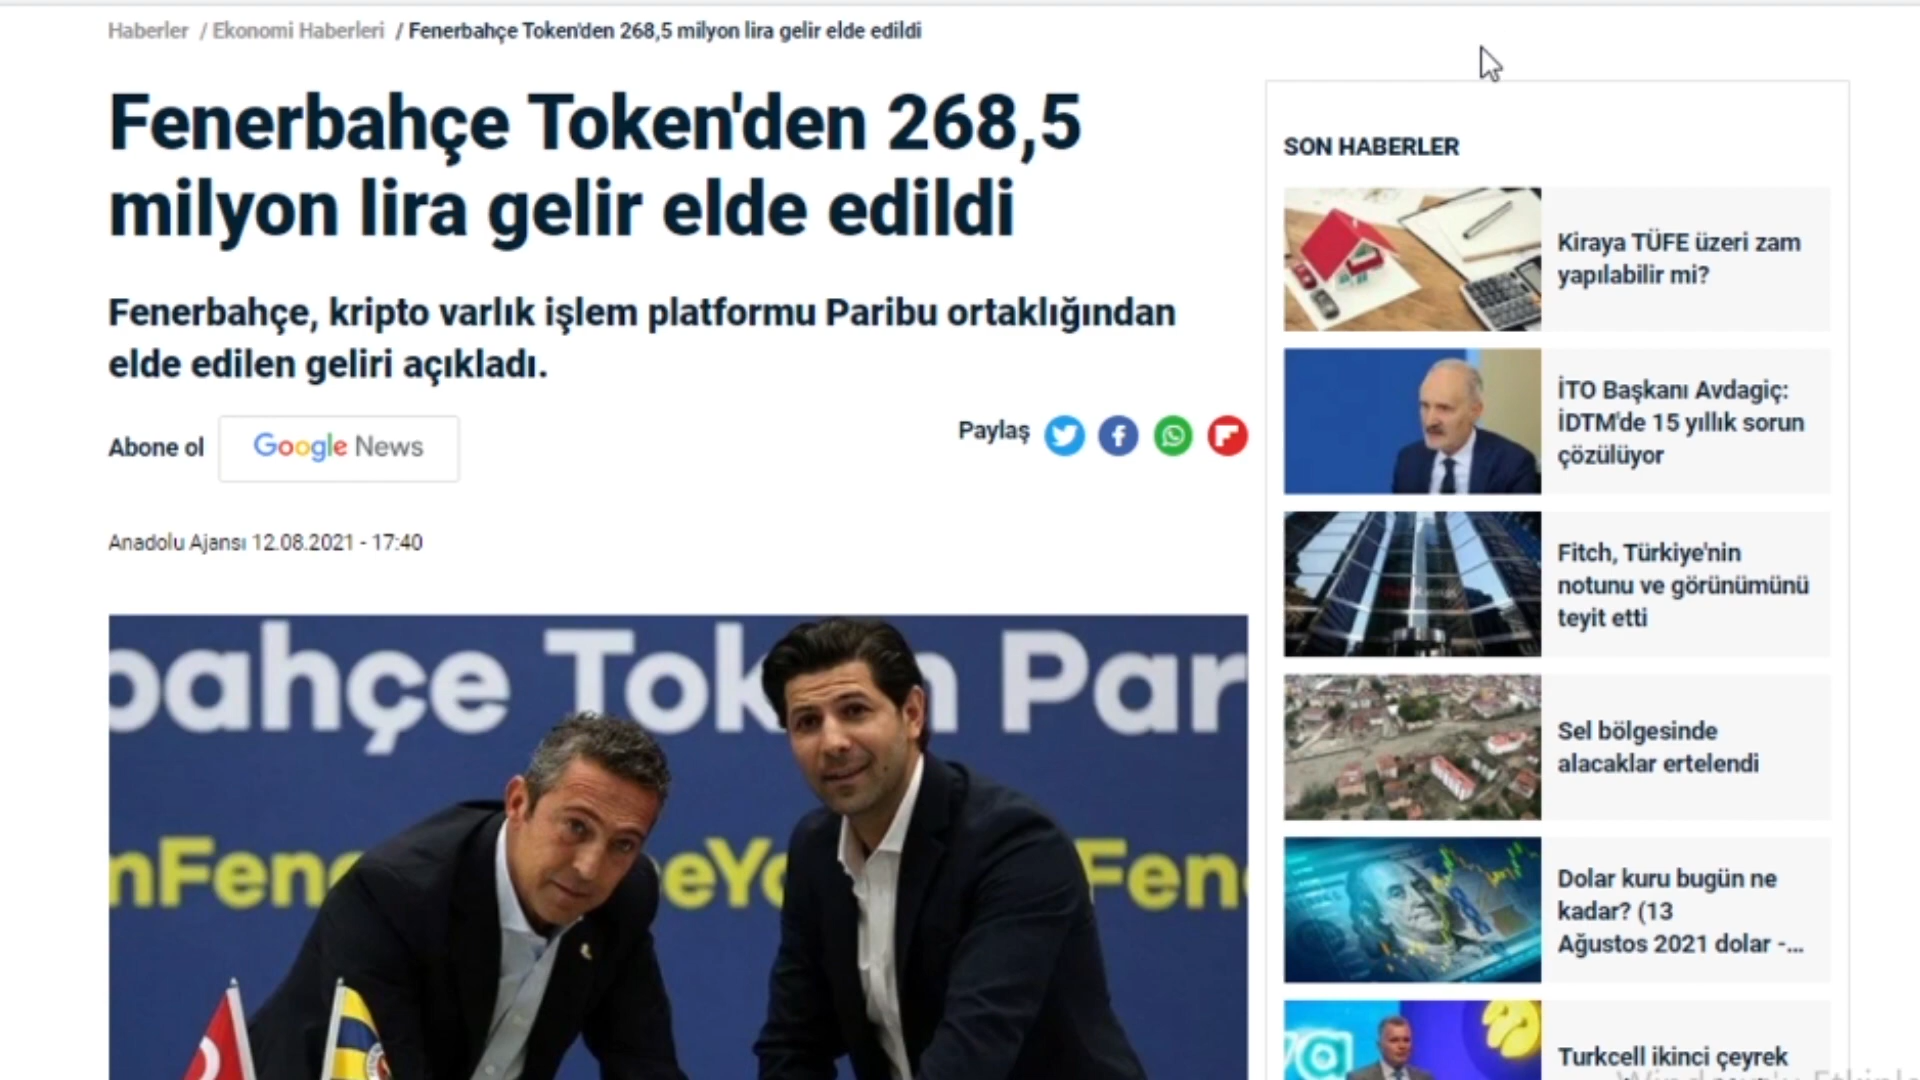 Haberler / Ekonomi Haberleri / Fenerbahçe Token'den 268,5 milyon lira gelir elde edildi
Fenerbahçe Token'den 268,5
milyon lira gelir elde edildi
Fenerbahçe, kripto varlık işlem platformu Paribu ortaklığından
elde edilen geliri açıkladı.
Abone ol Google News
Paylaş
Anadolu Ajansı 12.08.2021 - 17:40
bahçe Tok n Par
nFen eYo Fen
SON HABERLER
Kiraya TÜFE üzeri zam
yapılabilir mi?
İTO Başkanı Avdagiç:
İDTM'de 15 yıllık sorun
çözülüyor
Fitch, Türkiye'nin
notunu ve görünümünü
teyit etti
Sel bölgesinde
alacaklar ertelendi
Dolar kuru bugün ne
kadar? (13
Ağustos 2021 dolar -...
Turkcell ikinci çeyrek